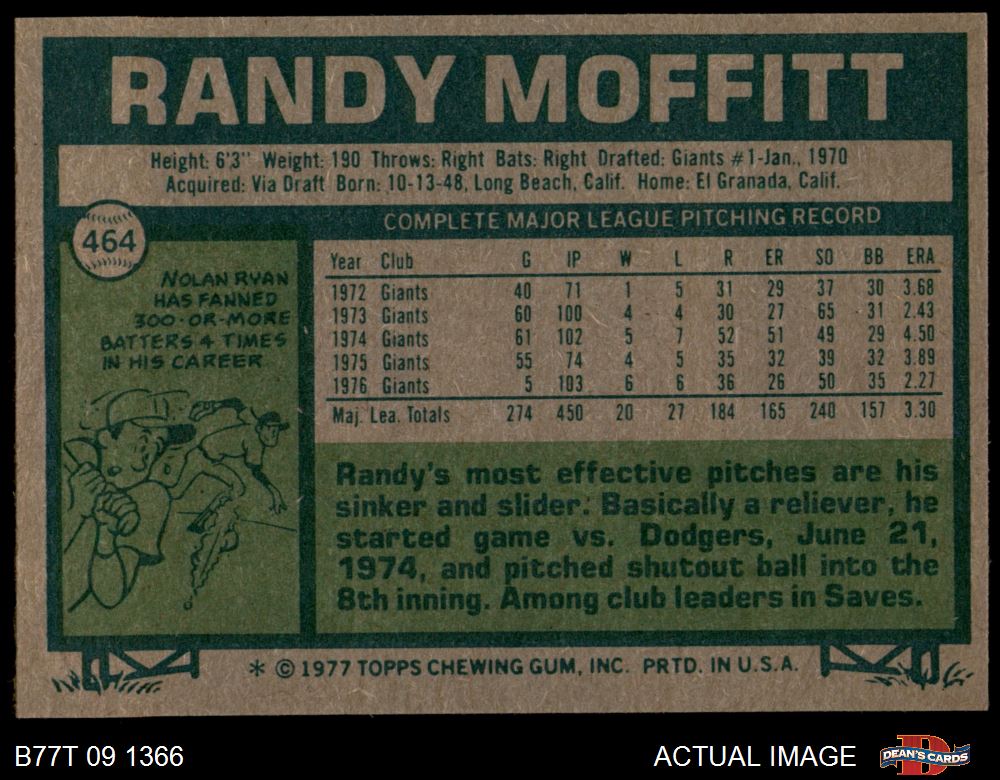 RANDY MOFFITT
Height: 6'3" Weight: 190 Throws: Right Bats: Right Drafted: Giants #1-Jan., 1970
Acquired: Via Draft Born: 10-13-48, Long Beach, Calif. Home: El Granada, Calif.
464
NOLAN RYAN
HAS FANNED
300-OR-MORE
BATTERS 4 TIMES
IN HIS CAREER
COMPLETE MAJOR LEAGUE PITCHING RECORD
Year Club G IP W L R ER SO BB ERA
1972 Giants 40 71 1 5 31 29 37 30 3.68
1973 Giants 60 100 4 4 30 27 65 31 2.43
1974 Giants 61 102 5 7 52 51 49 29 4.50
1975 Giants 55 74 4 5 35 32 39 32 3.89
1976 Giants 5 103 6 6 36 26 50 35 2.27
Maj. Lea. Totals 274 450 20 27 184 165 240 157 3.30
Randy's most effective pitches are his
sinker and slider. Basically a reliever, he
started game vs. Dodgers, June 21,
1974, and pitched shutout ball into the
8th inning. Among club leaders in Saves.
* © 1977 TOPPS CHEWING GUM, INC. PRTD. IN U.S.A.
B77T 09 1366
ACTUAL IMAGE
DEAN'S CARDS